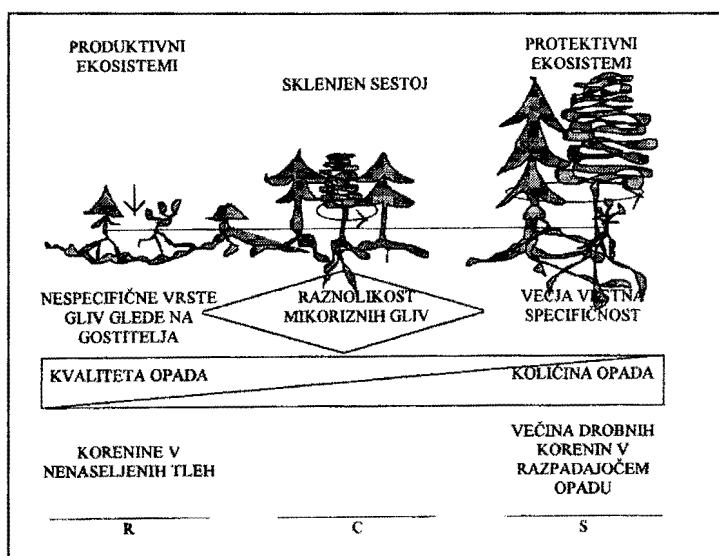 PRODUKTIVNI
EKOSISTEMI
SKLENJEN SESTOJ
PROTEKTIVNI
EKOSISTEMI
NESPECIFIČNE VRSTE
GLIV GLEDE NA
GOSTITELJA
RAZNOLIKOST
MIKORIZNIH GLIV
VEČJA VRSTNA
SPECIFIČNOST
KVALITETA OPADA
KOLIČINA OPADA
KORENINE V
NENASELJENIH TLEH
VEČINA DROBNIH
KORENIN V
RAZPADAJOČEM
OPADU
R
C
S